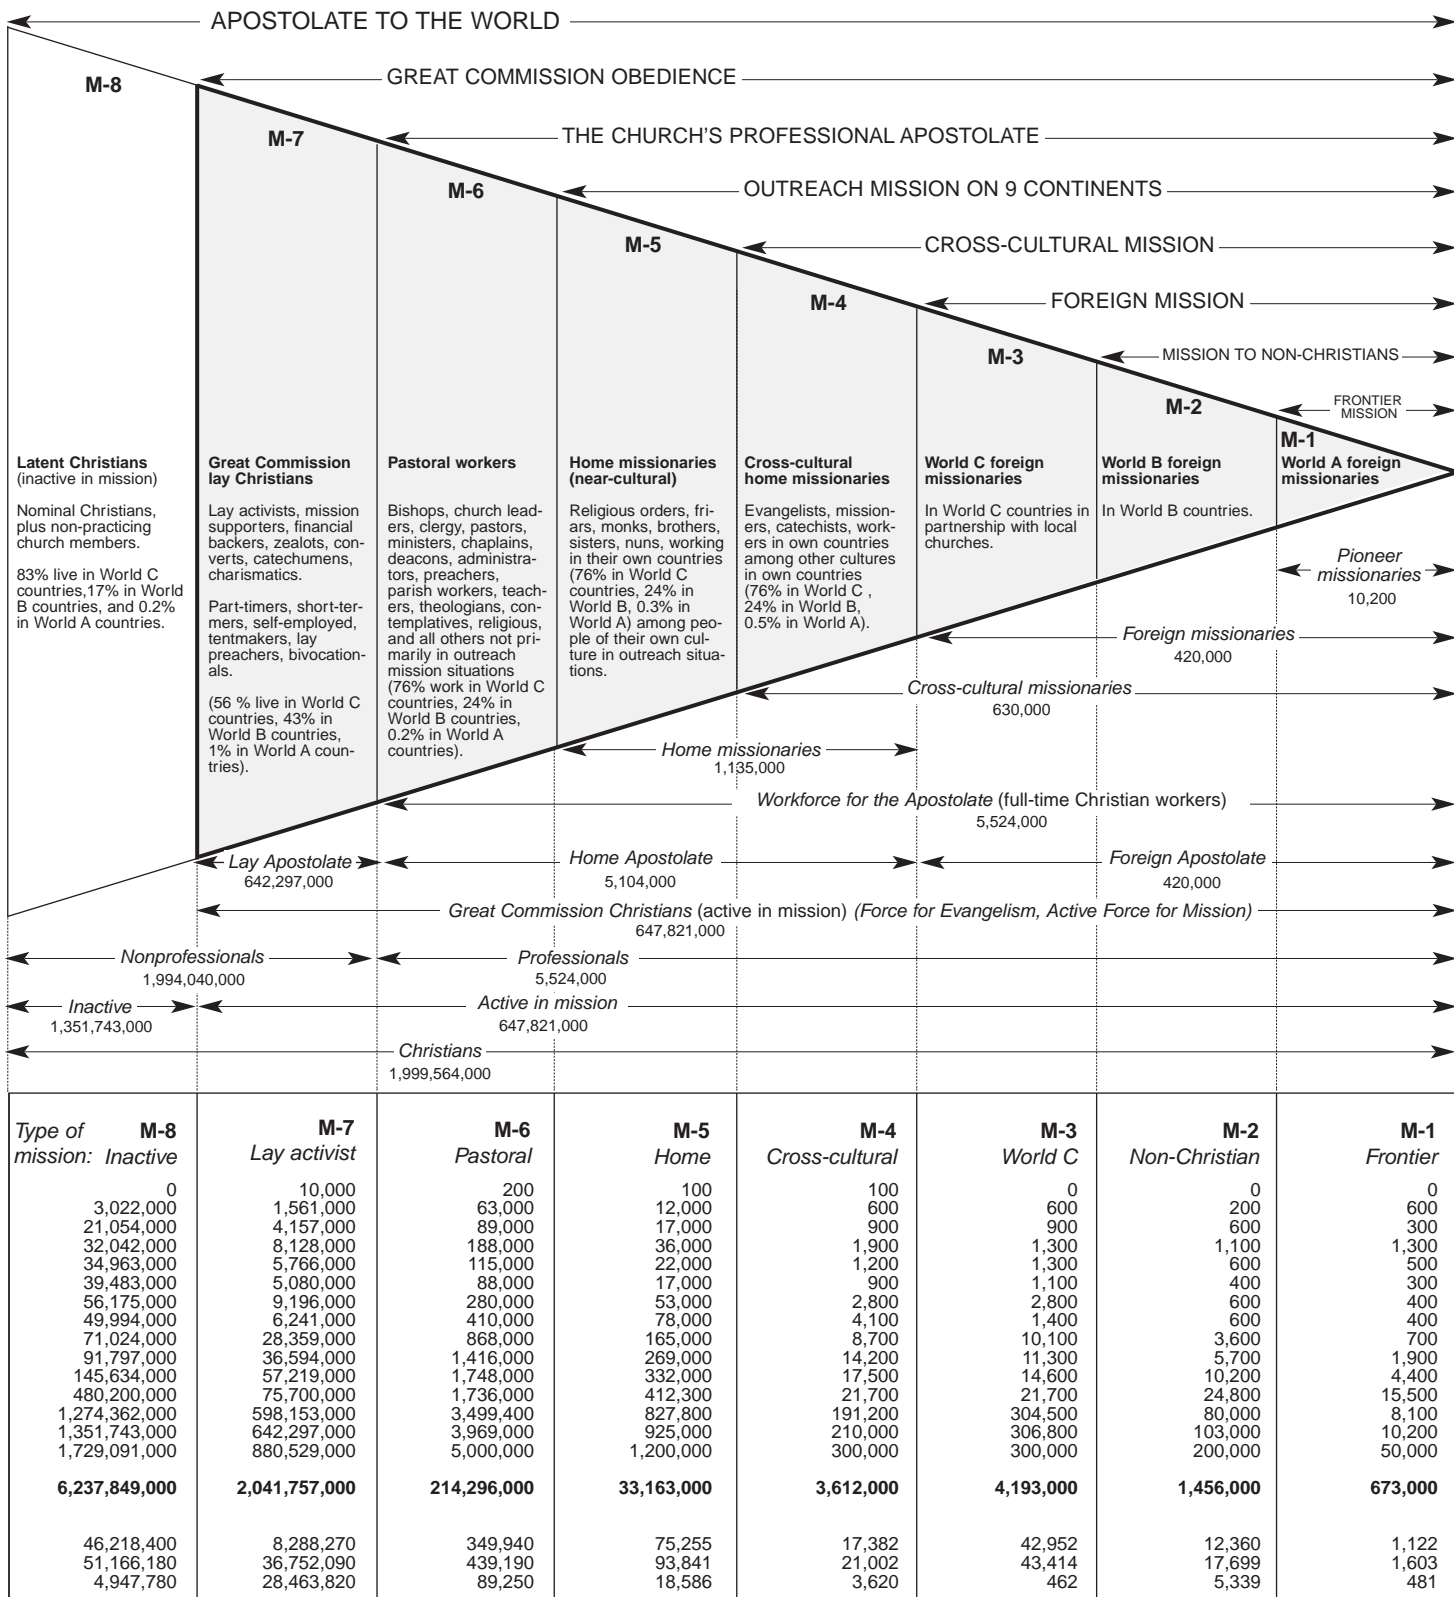 APOSTOLATE TO THE WORLD
M-8
GREAT COMMISSION OBEDIENCE
M-7
THE CHURCH'S PROFESSIONAL APOSTOLATE
M-6
OUTREACH MISSION ON 9 CONTINENTS
M-5
CROSS-CULTURAL MISSION
M-4
FOREIGN MISSION
M-3
MISSION TO NON-CHRISTIANS
M-2
FRONTIER
MISSION
M-1
Latent Christians
(inactive in mission)
Nominal Christians,
plus non-practicing
church members.
83% live in World C
countries,17% in World
B countries, and 0.2%
in World A countries.
Great Commission
lay Christians
Lay activists, mission
supporters, financial
backers, zealots, con-
verts, catechumens,
charismatics.
Part-timers, short-ter-
mers, self-employed,
tentmakers, lay
preachers, bivocation-
als.
(56 % live in World C
countries, 43% in
World B countries,
1% in World A coun-
tries).
Pastoral workers
Bishops, church lead-
ers, clergy, pastors,
ministers, chaplains,
deacons, administra-
tors, preachers,
parish workers, teach-
ers, theologians, con-
templatives, religious,
and all others not pri-
marily in outreach
mission situations
(76% work in World C
countries, 24% in
World B countries,
0.2% in World A
countries).
Home missionaries
(near-cultural)
Religious orders, fri-
ars, monks, brothers,
sisters, nuns, working
in their own countries
(76% in World C
countries, 24% in
World B, 0.3% in
World A) among peo-
ple of their own cul-
ture in outreach situa-
tions.
Cross-cultural
home missionaries
Evangelists, mission-
ers, catechists, work-
ers in own countries
among other cultures
in own countries
(76% in World C ,
24% in World B,
0.5% in World A).
World C foreign
missionaries
In World C countries in
partnership with local
churches.
World B foreign
missionaries
In World B countries.
World A foreign
missionaries
Pioneer
missionaries
10,200
Foreign missionaries
420,000
Cross-cultural missionaries
630,000
Home missionaries
1,135,000
Workforce for the Apostolate (full-time Christian workers)
5,524,000
Lay Apostolate Home Apostolate Foreign Apostolate
642,297,000 5,104,000 420,000
Great Commission Christians (active in mission) (Force for Evangelism, Active Force for Mission)
647,821,000
Nonprofessionals Professionals
1,994,040,000 5,524,000
Inactive Active in mission
1,351,743,000 647,821,000
Christians
1,999,564,000
Type of M-8 M-7 M-6 M-5 M-4 M-3 M-2 M-1
mission: Inactive Lay activist Pastoral Home Cross-cultural World C Non-Christian Frontier
0 10,000 200 100 100 0 0 0
3,022,000 1,561,000 63,000 12,000 600 600 200 600
21,054,000 4,157,000 89,000 17,000 900 900 600 300
32,042,000 8,128,000 188,000 36,000 1,900 1,300 1,100 1,300
34,963,000 5,766,000 115,000 22,000 1,200 1,300 600 500
39,483,000 5,080,000 88,000 17,000 900 1,100 400 300
56,175,000 9,196,000 280,000 53,000 2,800 2,800 600 400
49,994,000 6,241,000 410,000 78,000 4,100 1,400 600 400
71,024,000 28,359,000 868,000 165,000 8,700 10,100 3,600 700
91,797,000 36,594,000 1,416,000 269,000 14,200 11,300 5,700 1,900
145,634,000 57,219,000 1,748,000 332,000 17,500 14,600 10,200 4,400
480,200,000 75,700,000 1,736,000 412,300 21,700 21,700 24,800 15,500
1,274,362,000 598,153,000 3,499,400 827,800 191,200 304,500 80,000 8,100
1,351,743,000 642,297,000 3,969,000 925,000 210,000 306,800 103,000 10,200
1,729,091,000 880,529,000 5,000,000 1,200,000 300,000 300,000 200,000 50,000
6,237,849,000 2,041,757,000 214,296,000 33,163,000 3,612,000 4,193,000 1,456,000 673,000
46,218,400 8,288,270 349,940 75,255 17,382 42,952 12,360 1,122
51,166,180 36,752,090 439,190 93,841 21,002 43,414 17,699 1,603
4,947,780 28,463,820 89,250 18,586 3,620 462 5,339 481